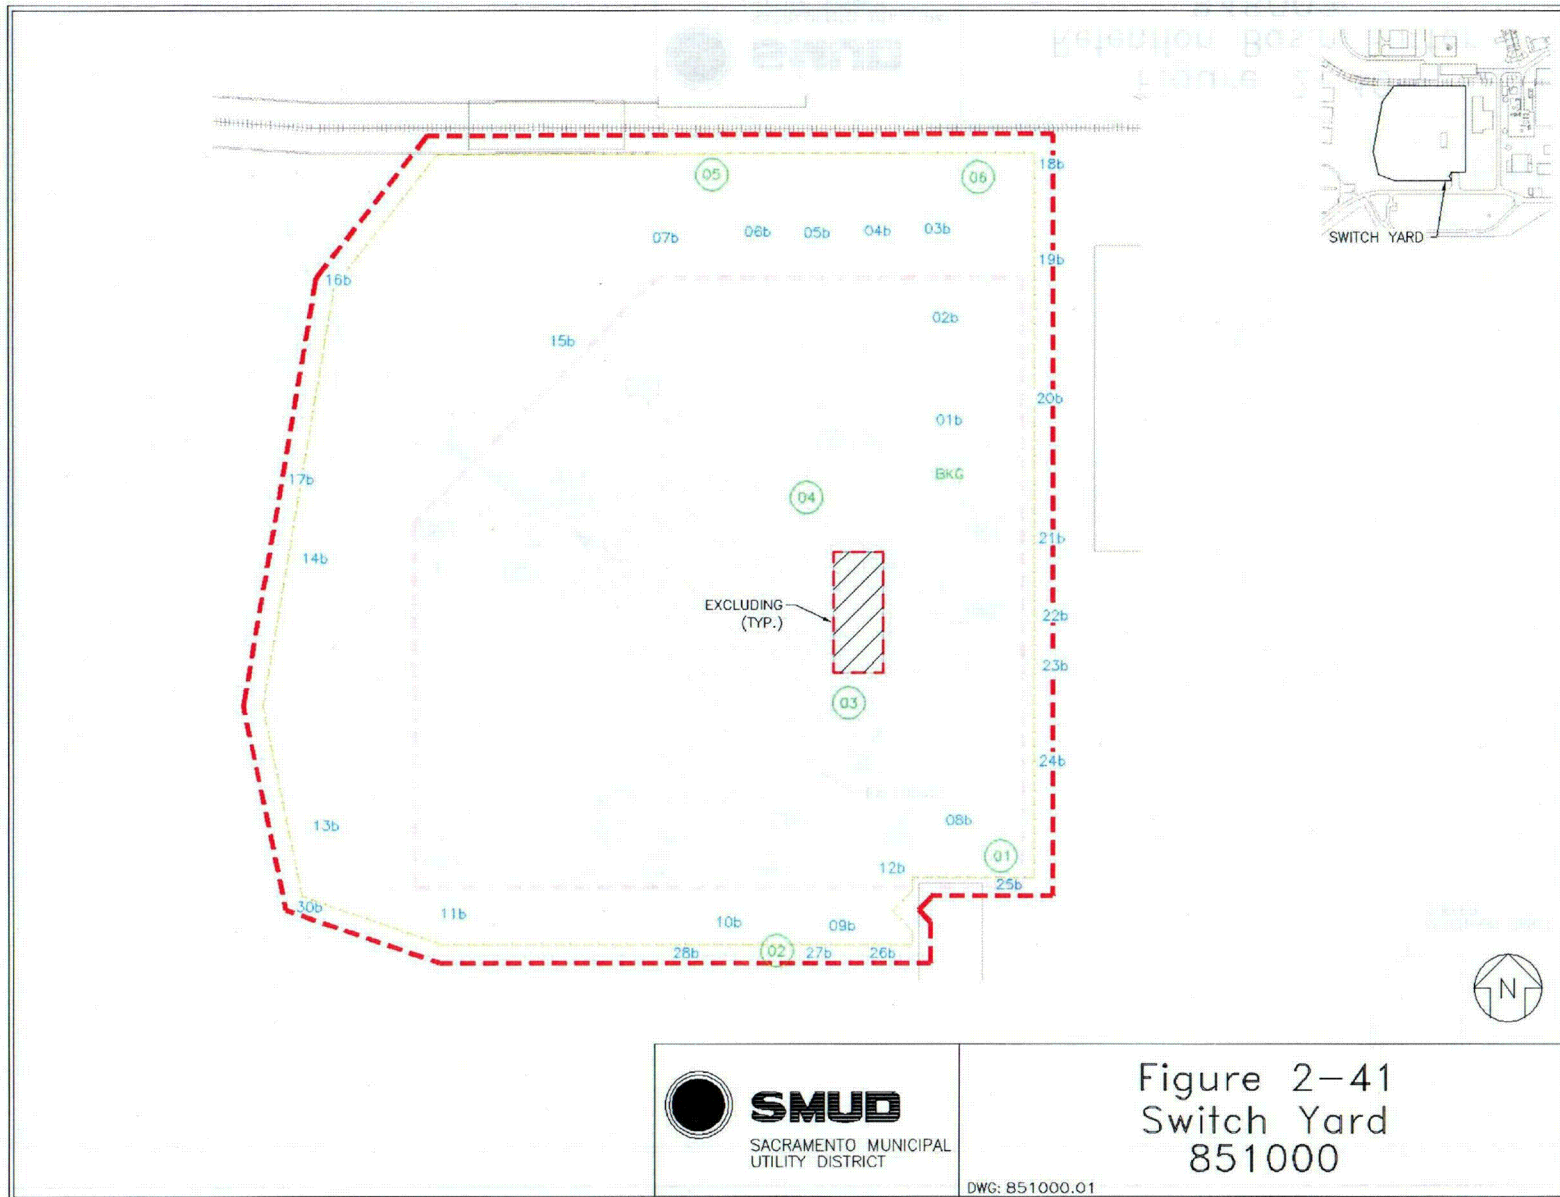 05
06
18b
07b
06b
05b
04b
03b
SWITCH YARD
19b
16b
02b
15b
20b
01b
17b
BKG
04
21b
14b
EXCLUDING
(TYP.)
22b
23b
03
24b
13b
08b
01
12b
25b
30b
11b
10b
09b
28b
02
27b
26b
N
SMUD
SACRAMENTO MUNICIPAL
UTILITY DISTRICT
Figure 2-41
Switch Yard
851000
DWG: 851000.01